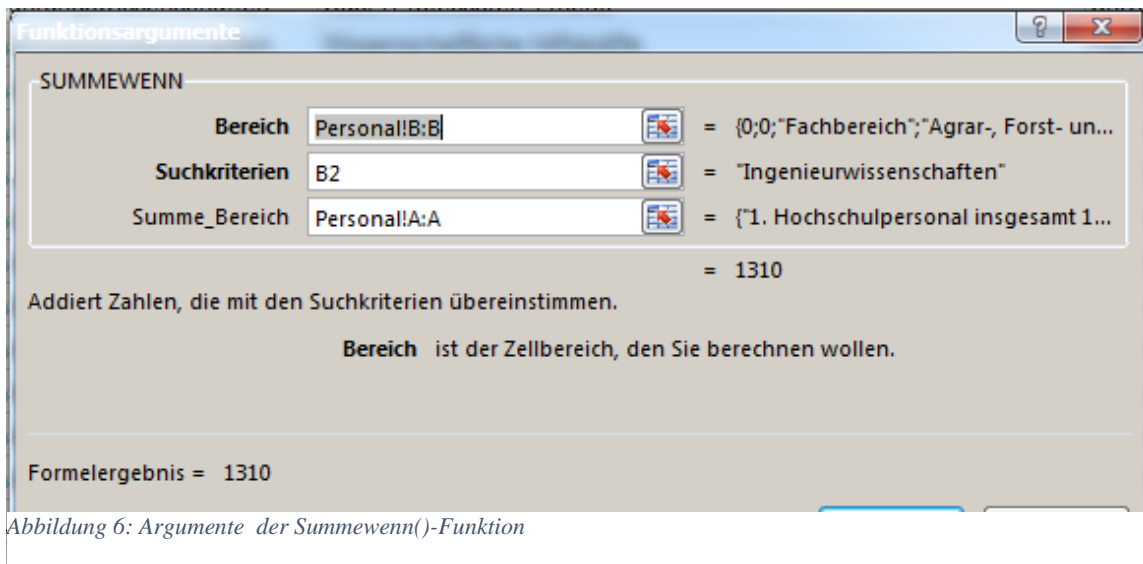 Funktionsargumente
SUMMEWENN
Bereich Personal!B:B = {0;0;"Fachbereich";"Agrar-, Forst- un...
Suchkriterien B2 = "Ingenieurwissenschaften"
Summe_Bereich Personal!A:A = {"1. Hochschulpersonal insgesamt 1...
= 1310
Addiert Zahlen, die mit den Suchkriterien übereinstimmen.
Bereich ist der Zellbereich, den Sie berechnen wollen.
Formelergebnis = 1310
Abbildung 6: Argumente der Summewenn()-Funktion